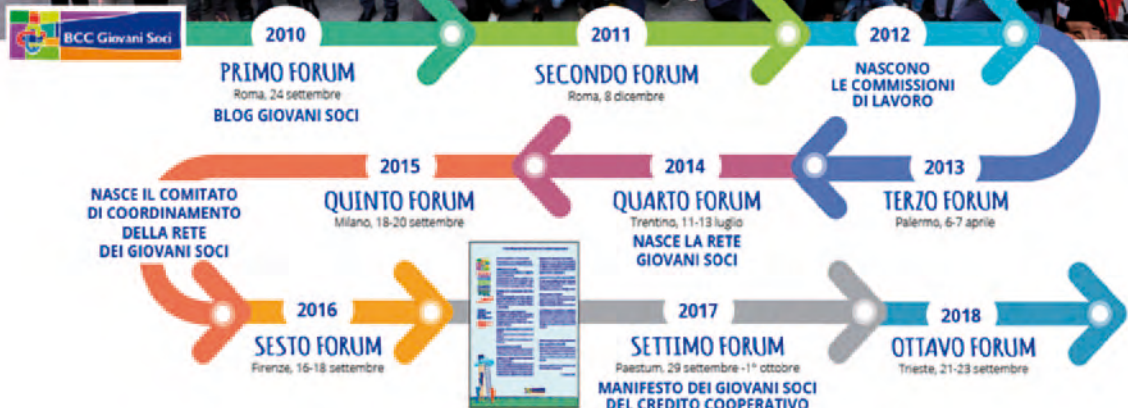 BCC Giovani Soci
2010
PRIMO FORUM
Roma, 24 settembre
BLOG GIOVANI SOCI
2011
SECONDO FORUM
Roma, 8 dicembre
2012
NASCONO
LE COMMISSIONI
DI LAVORO
2013
TERZO FORUM
Palermo, 6-7 aprile
2014
QUARTO FORUM
Trentino, 11-13 luglio
NASCE LA RETE
GIOVANI SOCI
2015
QUINTO FORUM
Milano, 18-20 settembre
NASCE IL COMITATO
DI COORDINAMENTO
DELLA RETE
DEI GIOVANI SOCI
2016
SESTO FORUM
Firenze, 16-18 settembre
2017
SETTIMO FORUM
Paestum, 29 settembre -1° ottobre
MANIFESTO DEI GIOVANI SOCI
DEL CREDITO COOPERATIVO
2018
OTTAVO FORUM
Trieste, 21-23 settembre